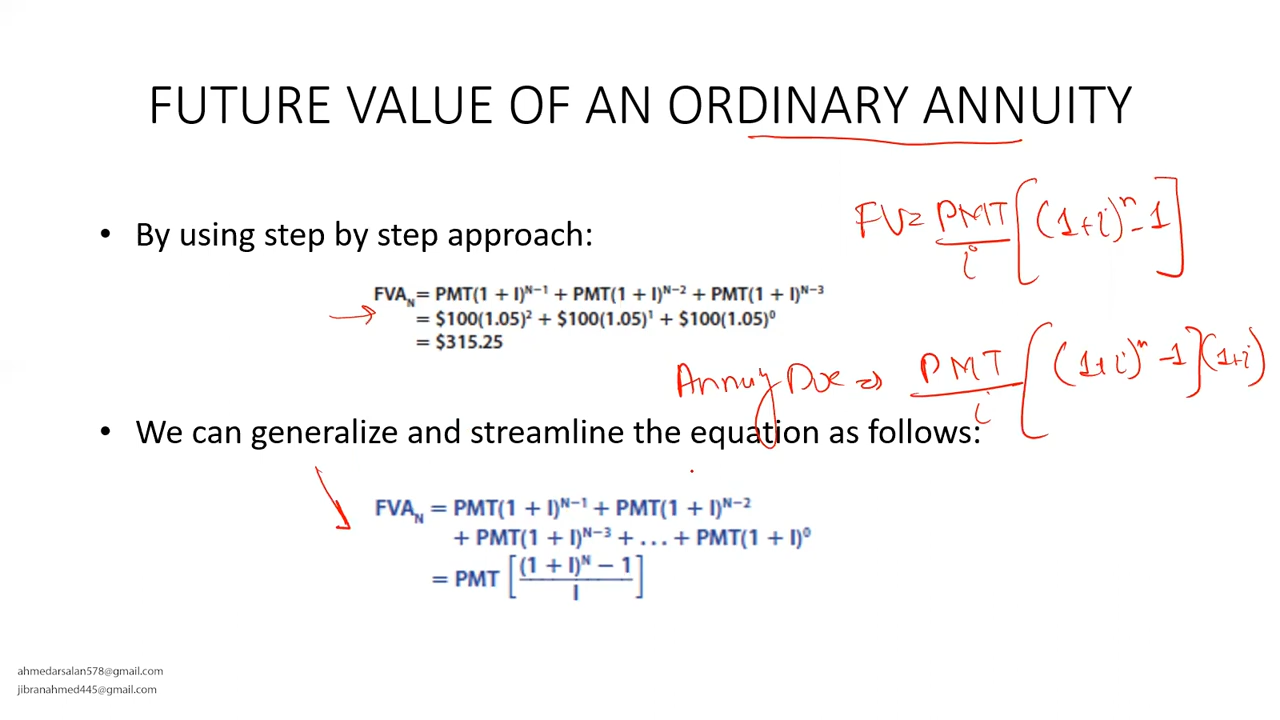 FUTURE VALUE OF AN ORDINARY ANNUITY
• By using step by step approach:
FV = PMT/i [(1+i)^n - 1]
FVA_N = PMT(1 + I)^N−1 + PMT(1 + I)^N−2 + PMT(1 + I)^N−3
= $100(1.05)^2 + $100(1.05)^1 + $100(1.05)^0
= $315.25
Annuy Due => PMT/i [(1+i)^n - 1](1+i)
• We can generalize and streamline the equation as follows:
FVA_N = PMT(1 + I)^N−1 + PMT(1 + I)^N−2
+ PMT(1 + I)^N−3 + ... + PMT(1 + I)^0
= PMT [((1 + I)^N − 1)/I]
ahmedarsalan578@gmail.com
jibranahmed445@gmail.com